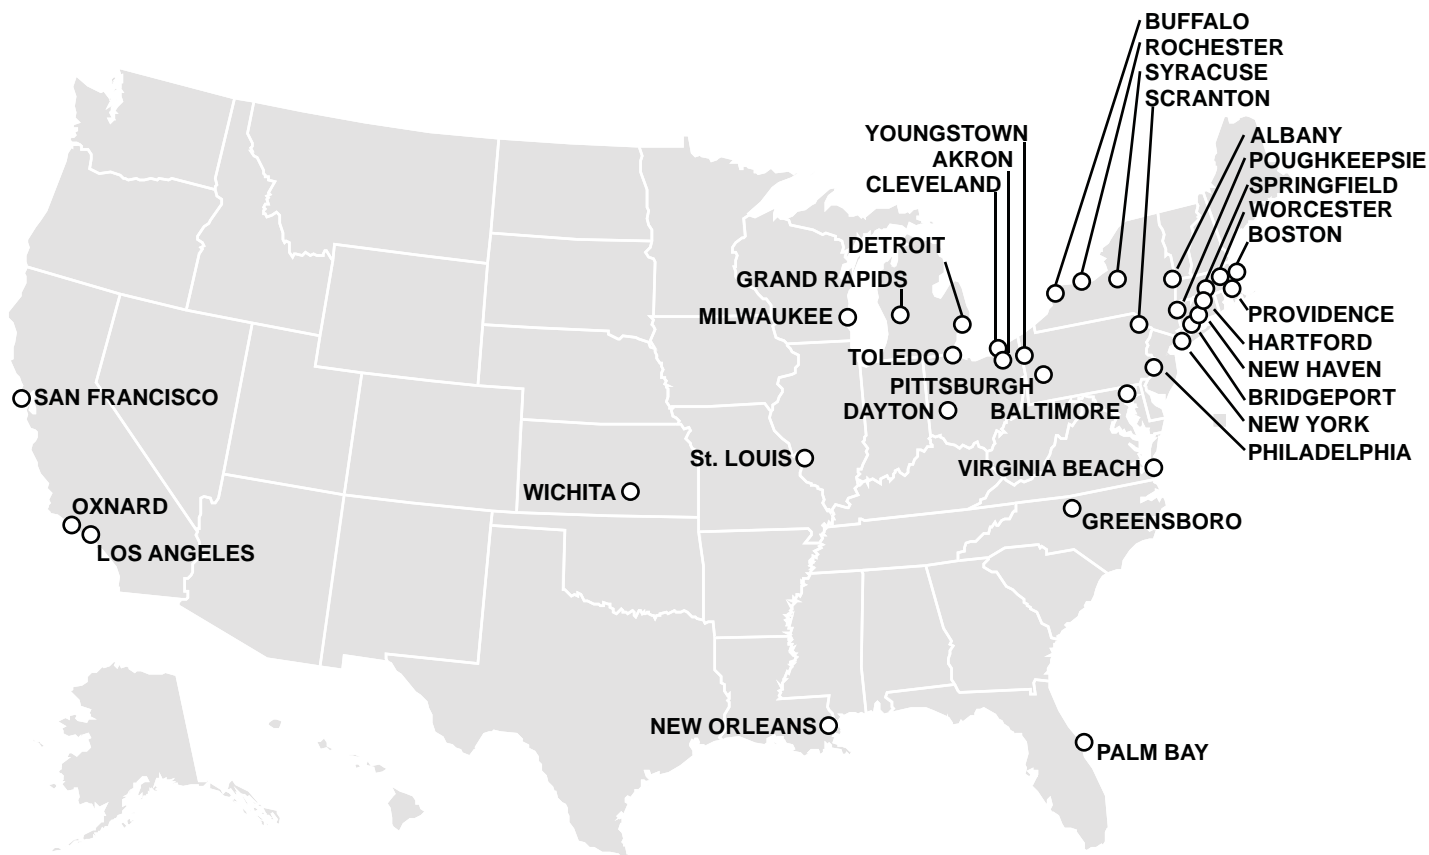 BUFFALO
ROCHESTER
SYRACUSE
SCRANTON
YOUNGSTOWN
AKRON
CLEVELAND
ALBANY
POUGHKEEPSIE
SPRINGFIELD
WORCESTER
BOSTON
DETROIT
GRAND RAPIDS
MILWAUKEE
PROVIDENCE
HARTFORD
TOLEDO
NEW HAVEN
PITTSBURGH
SAN FRANCISCO
BRIDGEPORT
DAYTON
BALTIMORE
NEW YORK
PHILADELPHIA
St. LOUIS
VIRGINIA BEACH
WICHITA
OXNARD
GREENSBORO
LOS ANGELES
NEW ORLEANS
PALM BAY